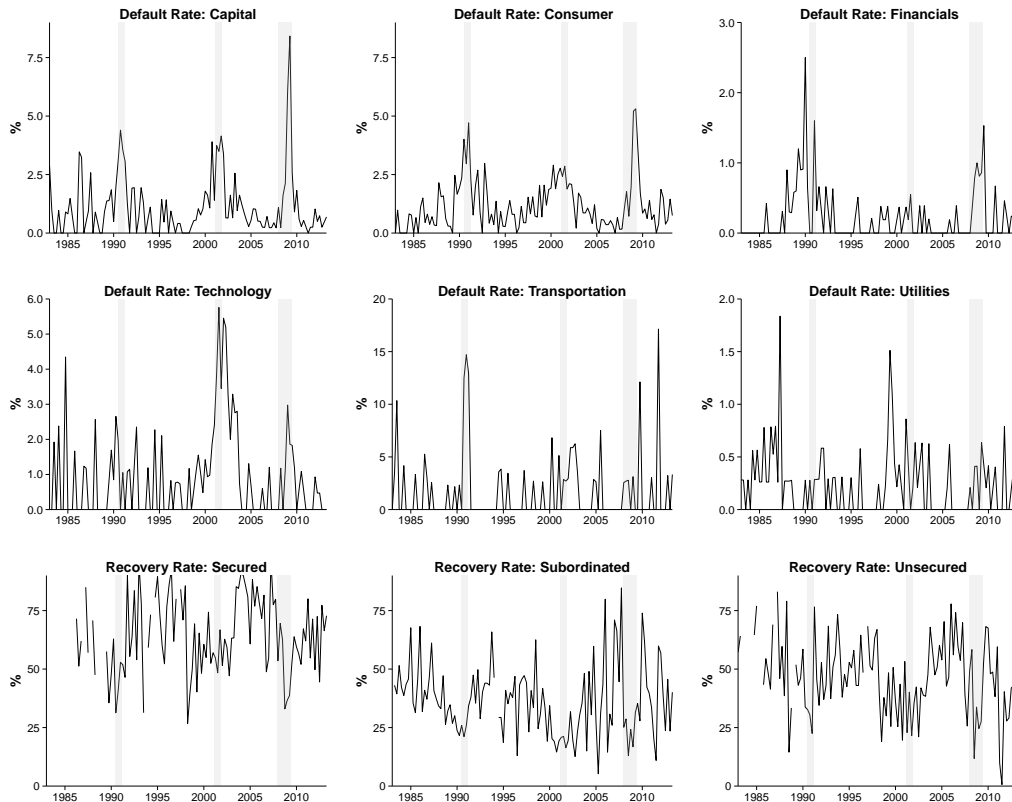 Default Rate: Capital
%
7.5
5.0
2.5
0.0
1985 1990 1995 2000 2005 2010
Default Rate: Consumer
%
7.5
5.0
2.5
0.0
1985 1990 1995 2000 2005 2010
Default Rate: Financials
%
3.0
2.0
1.0
0.0
1985 1990 1995 2000 2005 2010
Default Rate: Technology
%
6.0
5.0
4.0
3.0
2.0
1.0
0.0
1985 1990 1995 2000 2005 2010
Default Rate: Transportation
%
20
15
10
5
0
1985 1990 1995 2000 2005 2010
Default Rate: Utilities
%
2.0
1.5
1.0
0.5
0.0
1985 1990 1995 2000 2005 2010
Recovery Rate: Secured
%
75
50
25
0
1985 1990 1995 2000 2005 2010
Recovery Rate: Subordinated
%
75
50
25
0
1985 1990 1995 2000 2005 2010
Recovery Rate: Unsecured
%
75
50
25
0
1985 1990 1995 2000 2005 2010